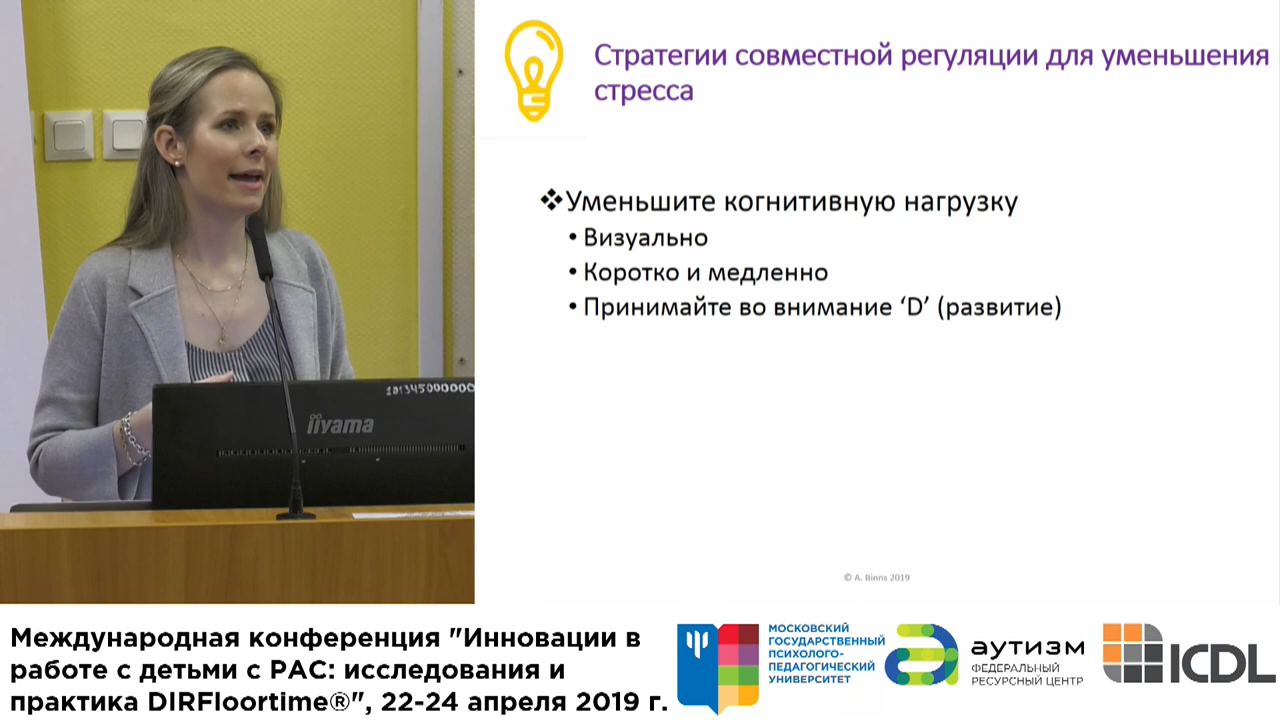 Стратегии совместной регуляции для уменьшения
стресса
❖Уменьшите когнитивную нагрузку
• Визуально
• Коротко и медленно
• Принимайте во внимание ‘D’ (развитие)
© A. Binns 2019
iiyama
Международная конференция "Инновации в
работе с детьми с РАС: исследования и
практика DIRFloortime®", 22-24 апреля 2019 г.
МОСКОВСКИЙ
ГОСУДАРСТВЕННЫЙ
ПСИХОЛОГО-
ПЕДАГОГИЧЕСКИЙ
УНИВЕРСИТЕТ
аутизм
ФЕДЕРАЛЬНЫЙ
РЕСУРСНЫЙ ЦЕНТР
ICDL